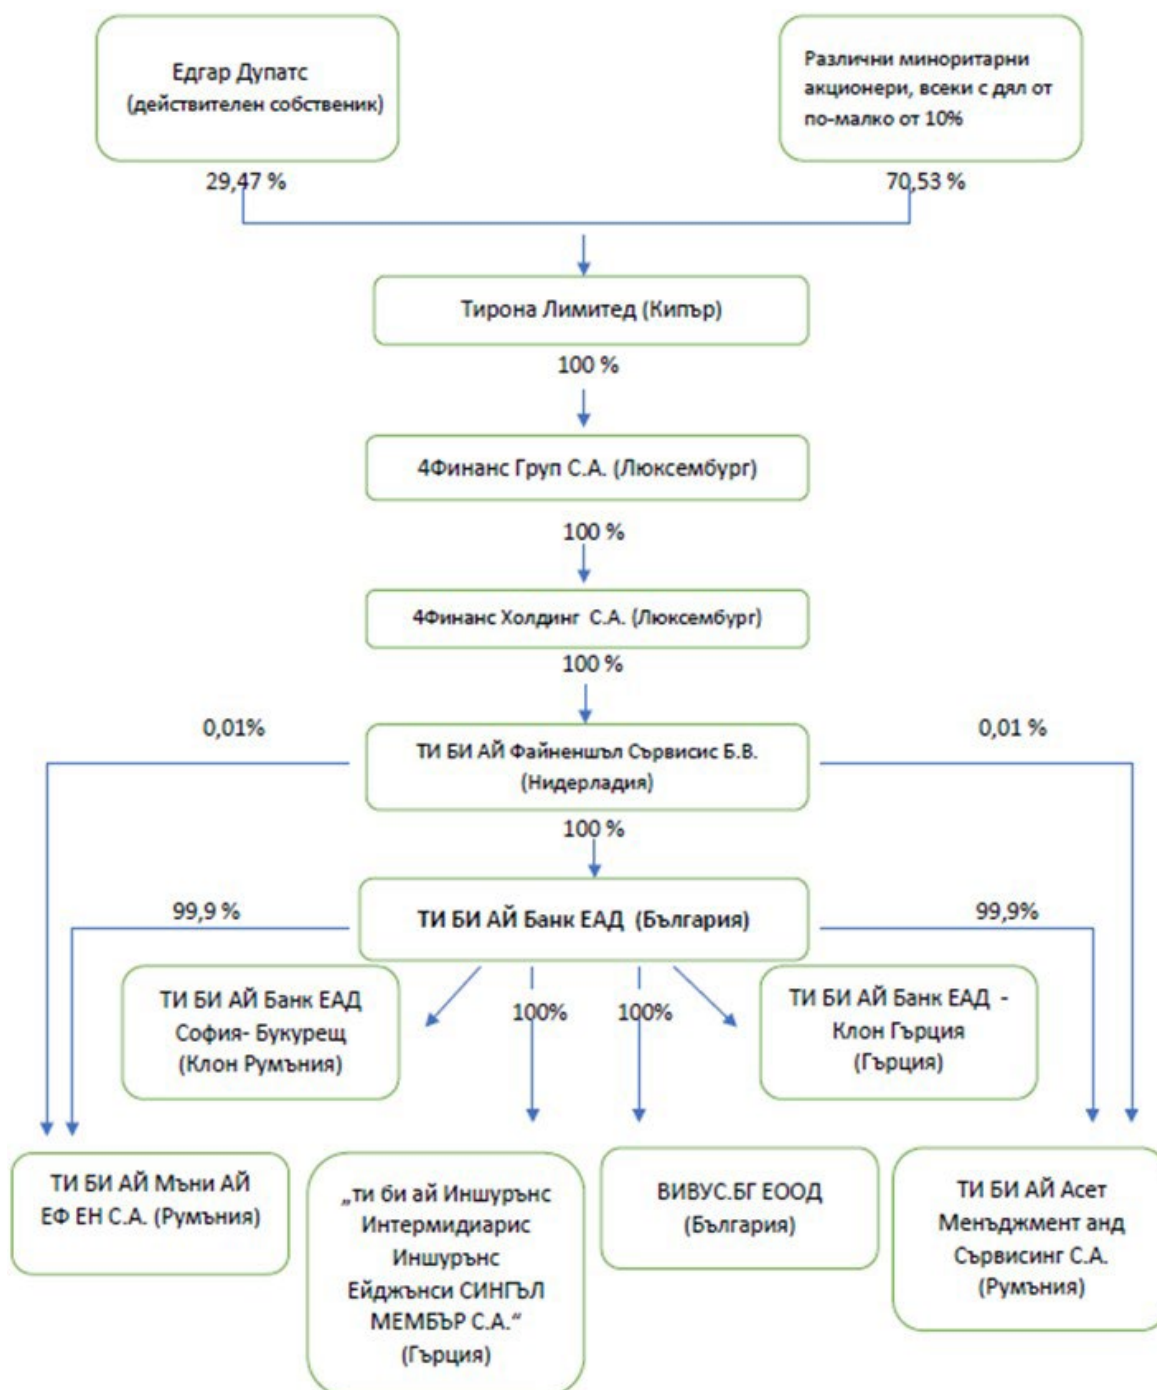 Едгар Дупатс
(действителен собственик)
Различни миноритарни
акционери, всеки с дял от
по-малко от 10%
29,47 %
70,53 %
Тирона Лимитед (Кипър)
100 %
4Финанс Груп С.А. (Люксембург)
100 %
4Финанс Холдинг С.А. (Люксембург)
100 %
0,01%
0,01 %
ТИ БИ АЙ Файненшъл Сървисис Б.В.
(Нидерладия)
100 %
99,9 %
ТИ БИ АЙ Банк ЕАД (България)
99,9%
ТИ БИ АЙ Банк ЕАД
София- Букурещ
(Клон Румъния)
100%
100%
ТИ БИ АЙ Банк ЕАД -
Клон Гърция
(Гърция)
ТИ БИ АЙ Мъни АЙ
ЕФ ЕН С.А. (Румъния)
„ти би ай Иншурънс
Интермидиарис
Иншурънс
Ейджънси СИНГЪЛ
МЕМБЪР С.А.“
(Гърция)
ВИВУС.БГ ЕООД
(България)
ТИ БИ АЙ Асет
Менъджмент анд
Сървисинг С.А.
(Румъния)